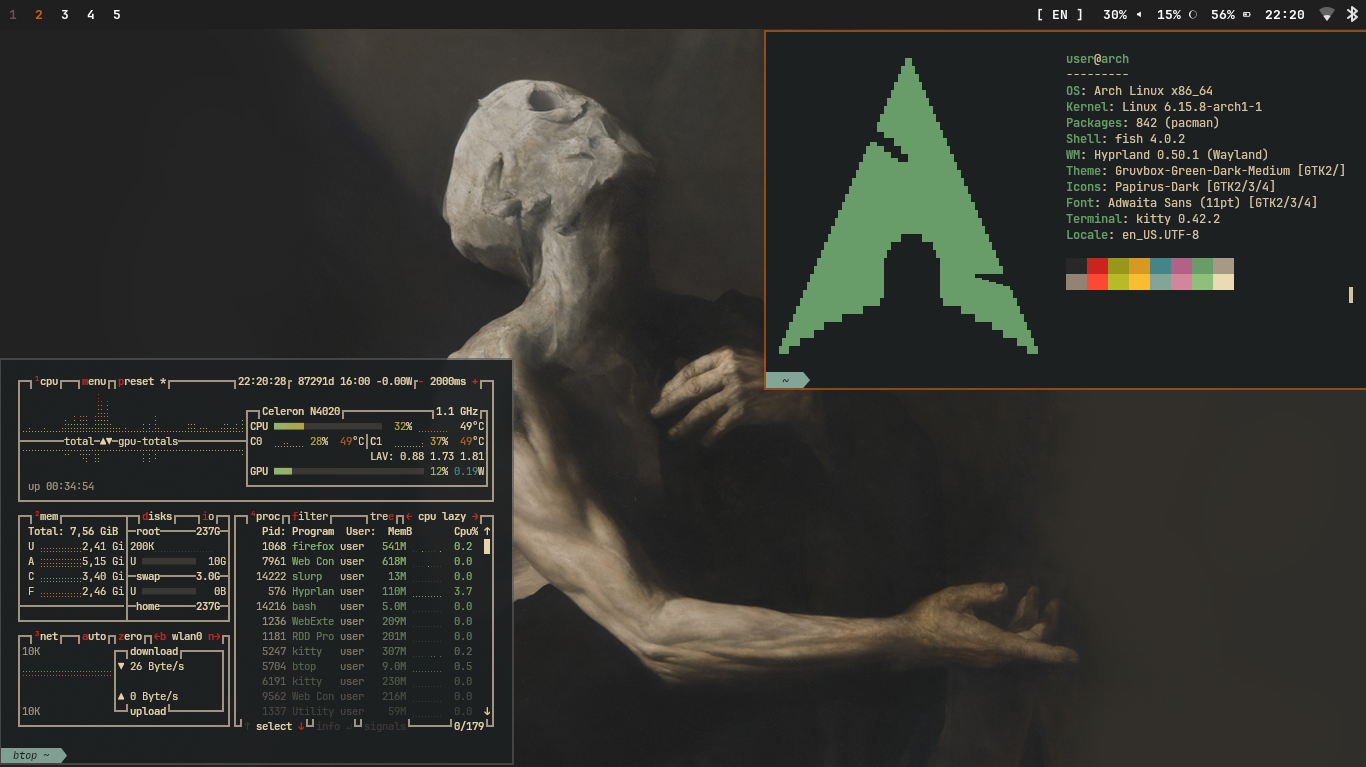 1 2 3 4 5 [ EN ] 30% 15% 56% 22:20
user@arch
---------
OS: Arch Linux x86_64
Kernel: Linux 6.15.8-arch1-1
Packages: 842 (pacman)
Shell: fish 4.0.2
WM: Hyprland 0.50.1 (Wayland)
Theme: Gruvbox-Green-Dark-Medium [GTK2/]
Icons: Papirus-Dark [GTK2/3/4]
Font: Adwaita Sans (11pt) [GTK2/3/4]
Terminal: kitty 0.42.2
Locale: en_US.UTF-8
~
¹cpu menu preset * 22:20:28 87291d 16:00 -0.00W - 2000ms +
Celeron N4020 1.1 GHz
CPU 32% 49°C
C0 28% 49°C C1 37% 49°C
LAV: 0.88 1.73 1.81
GPU 12% 0.19W
total▲▼gpu-totals
up 00:34:54
²mem disks io
Total: 7,56 GiB root 237G
U 2,41 Gi 200K
A 5,15 Gi U 10G
C 3,40 Gi swap 3.0G
F 2,46 Gi U 0B
home 237G
³net auto zero ←b wlan0 n→
10K download
▼ 26 Byte/s
▲ 0 Byte/s
10K upload
⁴proc filter tree ← cpu lazy →
Pid: Program User: MemB Cpu% ↑
1068 firefox user 541M 0.2
7961 Web Con user 618M 0.0
14222 slurp user 13M 0.0
576 Hyprlan user 110M 3.7
14216 bash user 5.0M 0.0
1236 WebExte user 209M 0.0
1181 RDD Pro user 201M 0.0
5247 kitty user 307M 0.2
5704 btop user 9.0M 0.5
6191 kitty user 230M 0.0
9562 Web Con user 216M 0.0
1337 Utility user 59M 0.0 ↓
↑ select ↓ info signals 0/179
btop ~